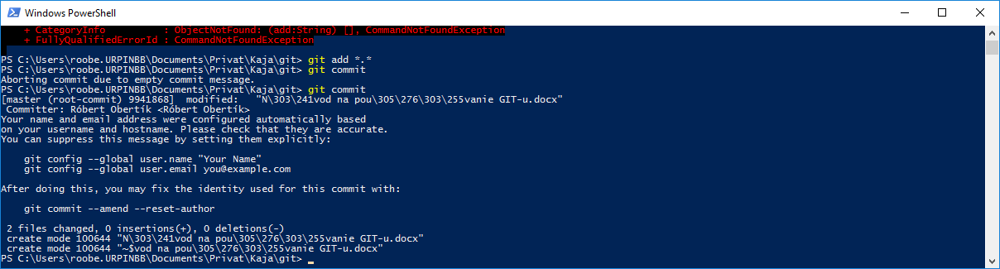 Windows PowerShell
    + CategoryInfo          : ObjectNotFound: (add:String) [], CommandNotFoundException
    + FullyQualifiedErrorId : CommandNotFoundException

PS C:\Users\roobe.URPINBB\Documents\Privat\Kaja\git> git add *.*
PS C:\Users\roobe.URPINBB\Documents\Privat\Kaja\git> git commit
Aborting commit due to empty commit message.
PS C:\Users\roobe.URPINBB\Documents\Privat\Kaja\git> git commit
[master (root-commit) 9941868]  modified:   "N\303\241vod na pou\305\276\303\255vanie GIT-u.docx"
 Committer: Róbert Obertík <Róbert Obertík>
Your name and email address were configured automatically based
on your username and hostname. Please check that they are accurate.
You can suppress this message by setting them explicitly:

    git config --global user.name "Your Name"
    git config --global user.email you@example.com

After doing this, you may fix the identity used for this commit with:

    git commit --amend --reset-author

 2 files changed, 0 insertions(+), 0 deletions(-)
 create mode 100644 "N\303\241vod na pou\305\276\303\255vanie GIT-u.docx"
 create mode 100644 "~$vod na pou\305\276\303\255vanie GIT-u.docx"
PS C:\Users\roobe.URPINBB\Documents\Privat\Kaja\git>